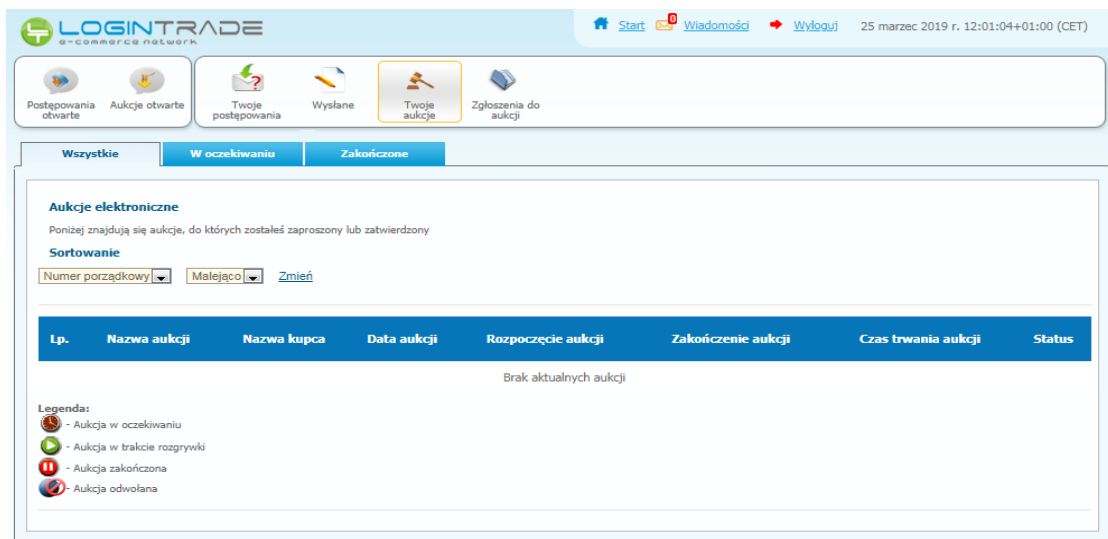 LOGINTRADE
e-commerce network
Start 0 Wiadomości Wyloguj 25 marzec 2019 r. 12:01:04+01:00 (CET)
Postępowania otwarte
Aukcje otwarte
Twoje postępowania
Wysłane
Twoje aukcje
Zgłoszenia do aukcji
Wszystkie W oczekiwaniu Zakończone
Aukcje elektroniczne
Poniżej znajdują się aukcje, do których zostałeś zaproszony lub zatwierdzony
Sortowanie
Numer porządkowy Malejąco Zmień
Lp. Nazwa aukcji Nazwa kupca Data aukcji Rozpoczęcie aukcji Zakończenie aukcji Czas trwania aukcji Status
Brak aktualnych aukcji
Legenda:
- Aukcja w oczekiwaniu
- Aukcja w trakcie rozgrywki
- Aukcja zakończona
- Aukcja odwołana